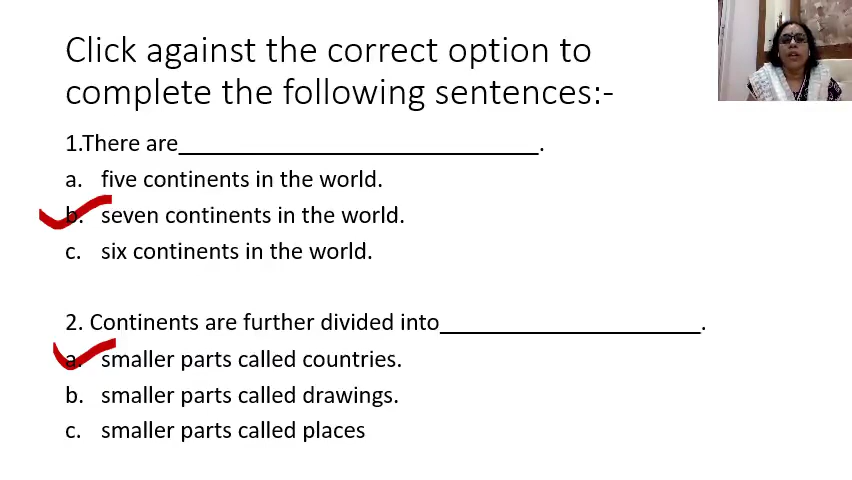 Click against the correct option to
complete the following sentences:-
1.There are______________________________.
a. five continents in the world.
b. seven continents in the world.
c. six continents in the world.
2. Continents are further divided into______________________.
a. smaller parts called countries.
b. smaller parts called drawings.
c. smaller parts called places